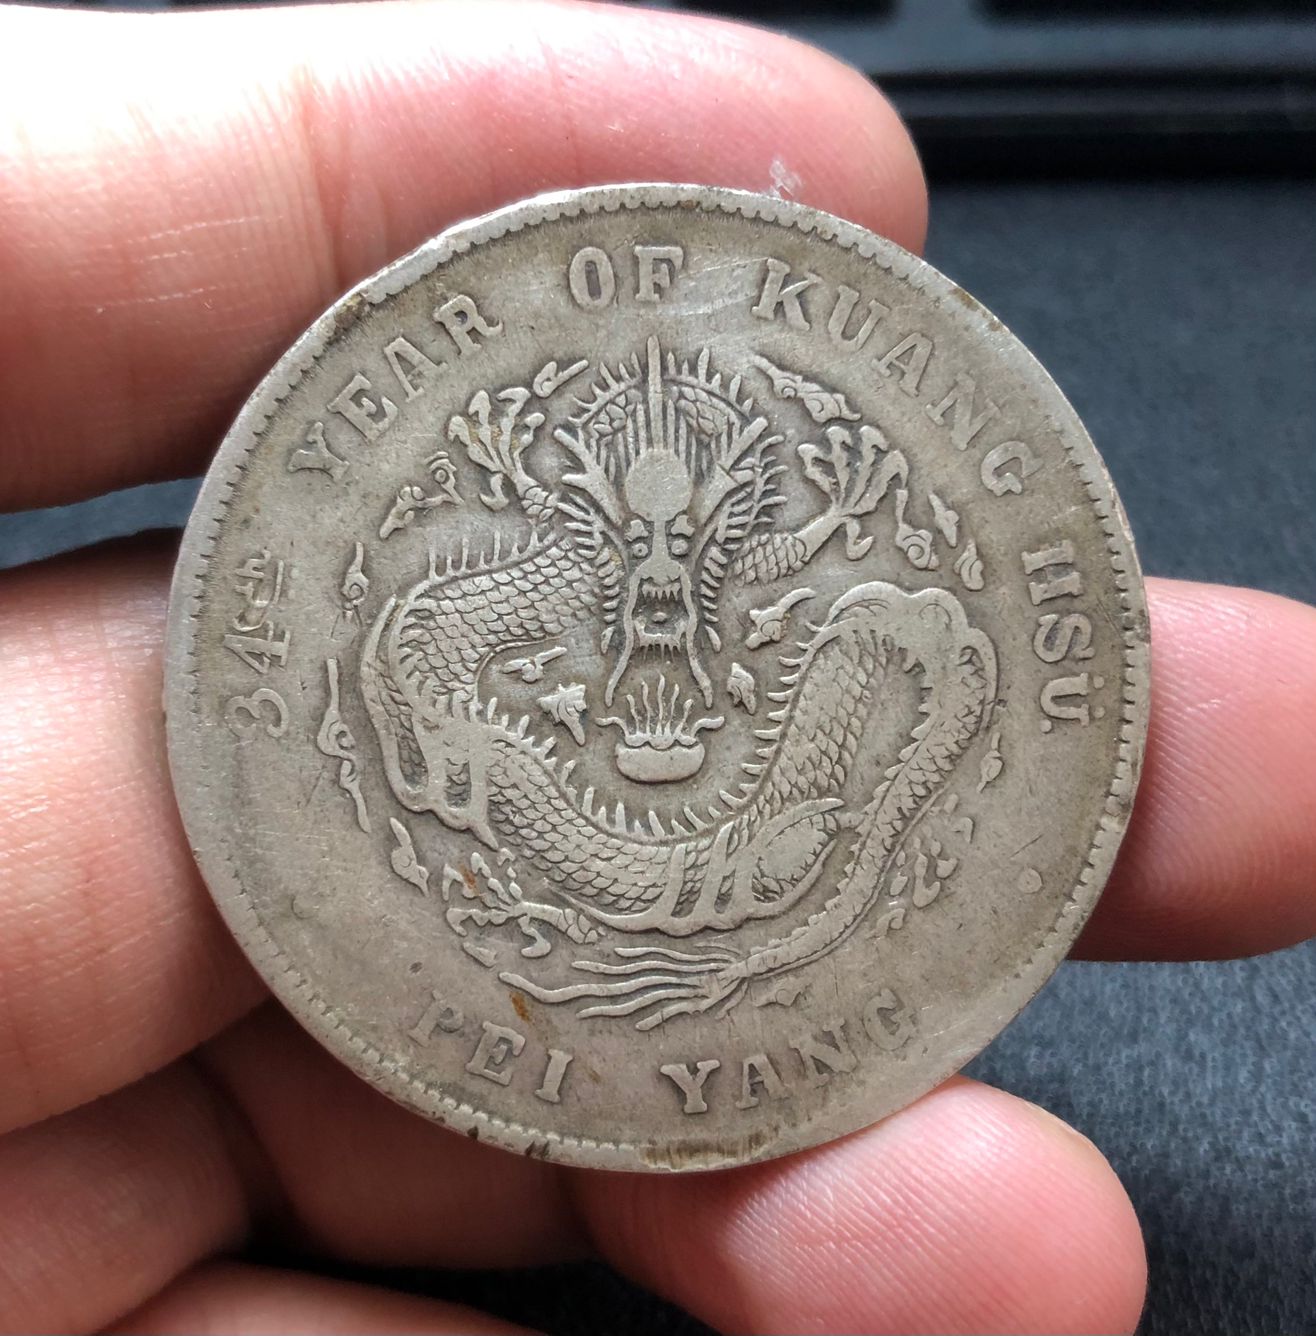 34th YEAR OF KUANG HSÜ.
PEI YANG